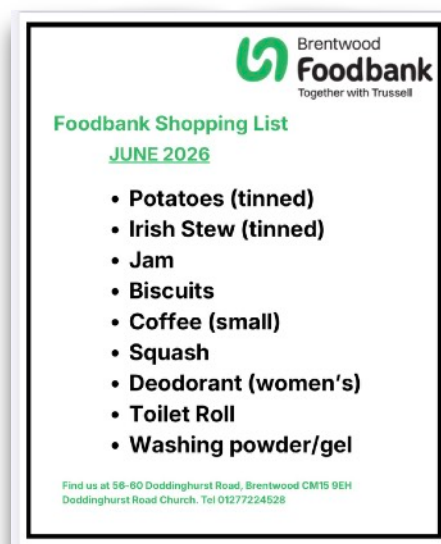 Brentwood
Foodbank
Together with Trussell
Foodbank Shopping List
JUNE 2026
• Potatoes (tinned)
• Irish Stew (tinned)
• Jam
• Biscuits
• Coffee (small)
• Squash
• Deodorant (women's)
• Toilet Roll
• Washing powder/gel
Find us at 56-60 Doddinghurst Road, Brentwood CM15 9EH
Doddinghurst Road Church. Tel 01277224528